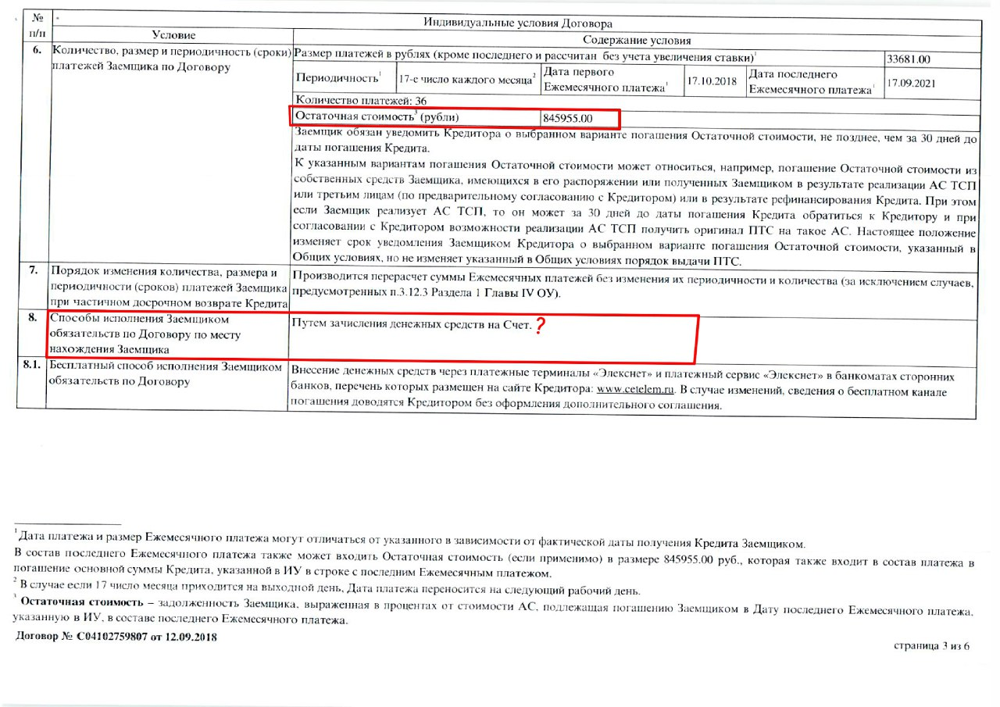 №
п/п
Индивидуальные условия Договора
Условие
Содержание условия
6.
Количество, размер и периодичность (сроки)
платежей Заемщика по Договору
Размер платежей в рублях (кроме последнего и рассчитан без учета увеличения ставки)1
33681.00
Периодичность1
17-е число каждого месяца2
Дата первого
Ежемесячного платежа1
17.10.2018
Дата последнего
Ежемесячного платежа1
17.09.2021
Количество платежей: 36
Остаточная стоимость3 (рубли)
845955.00
Заемщик обязан уведомить Кредитора о выбранном варианте погашения Остаточной стоимости, не позднее, чем за 30 дней до
даты погашения Кредита.
К указанным вариантам погашения Остаточной стоимости может относиться, например, погашение Остаточной стоимости из
собственных средств Заемщика, имеющихся в его распоряжении или полученных Заемщиком в результате реализации АС ТСП
или третьим лицам (по предварительному согласованию с Кредитором) или в результате рефинансирования Кредита. При этом
если Заемщик реализует АС ТСП, то он может за 30 дней до даты погашения Кредита обратиться к Кредитору и при
согласовании с Кредитором возможности реализации АС ТСП получить оригинал ПТС на такое АС. Настоящее положение
изменяет срок уведомления Заемщиком Кредитора о выбранном варианте погашения Остаточной стоимости, указанный в
Общих условиях, но не изменяет указанный в Общих условиях порядок выдачи ПТС.
7.
Порядок изменения количества, размера и
периодичности (сроков) платежей Заемщика
при частичном досрочном возврате Кредита
Производится перерасчет суммы Ежемесячных платежей без изменения их периодичности и количества (за исключением случаев,
предусмотренных п.3.12.3 Раздела 1 Главы IV ОУ).
8.
Способы исполнения Заемщиком
обязательств по Договору по месту
нахождения Заемщика
Путем зачисления денежных средств на Счет.?
8.1.
Бесплатный способ исполнения Заемщиком
обязательств по Договору
Внесение денежных средств через платежные терминалы «Элекснет» и платежный сервис «Элекснет» в банкоматах сторонних
банков, перечень которых размещен на сайте Кредитора: www.cetelem.ru. В случае изменений, сведения о бесплатном канале
погашения доводятся Кредитором без оформления дополнительного соглашения.
1 Дата платежа и размер Ежемесячного платежа могут отличаться от указанного в зависимости от фактической даты получения Кредита Заемщиком.
В состав последнего Ежемесячного платежа также может входить Остаточная стоимость (если применимо) в размере 845955.00 руб., которая также входит в состав платежа в
погашение основной суммы Кредита, указанной в ИУ в строке с последним Ежемесячным платежом.
2 В случае если 17 число месяца приходится на выходной день, Дата платежа переносится на следующий рабочий день.
3 Остаточная стоимость – задолженность Заемщика, выраженная в процентах от стоимости АС, подлежащая погашению Заемщиком в Дату последнего Ежемесячного платежа,
указанную в ИУ, в составе последнего Ежемесячного платежа.
Договор № С04102759807 от 12.09.2018
страница 3 из 6